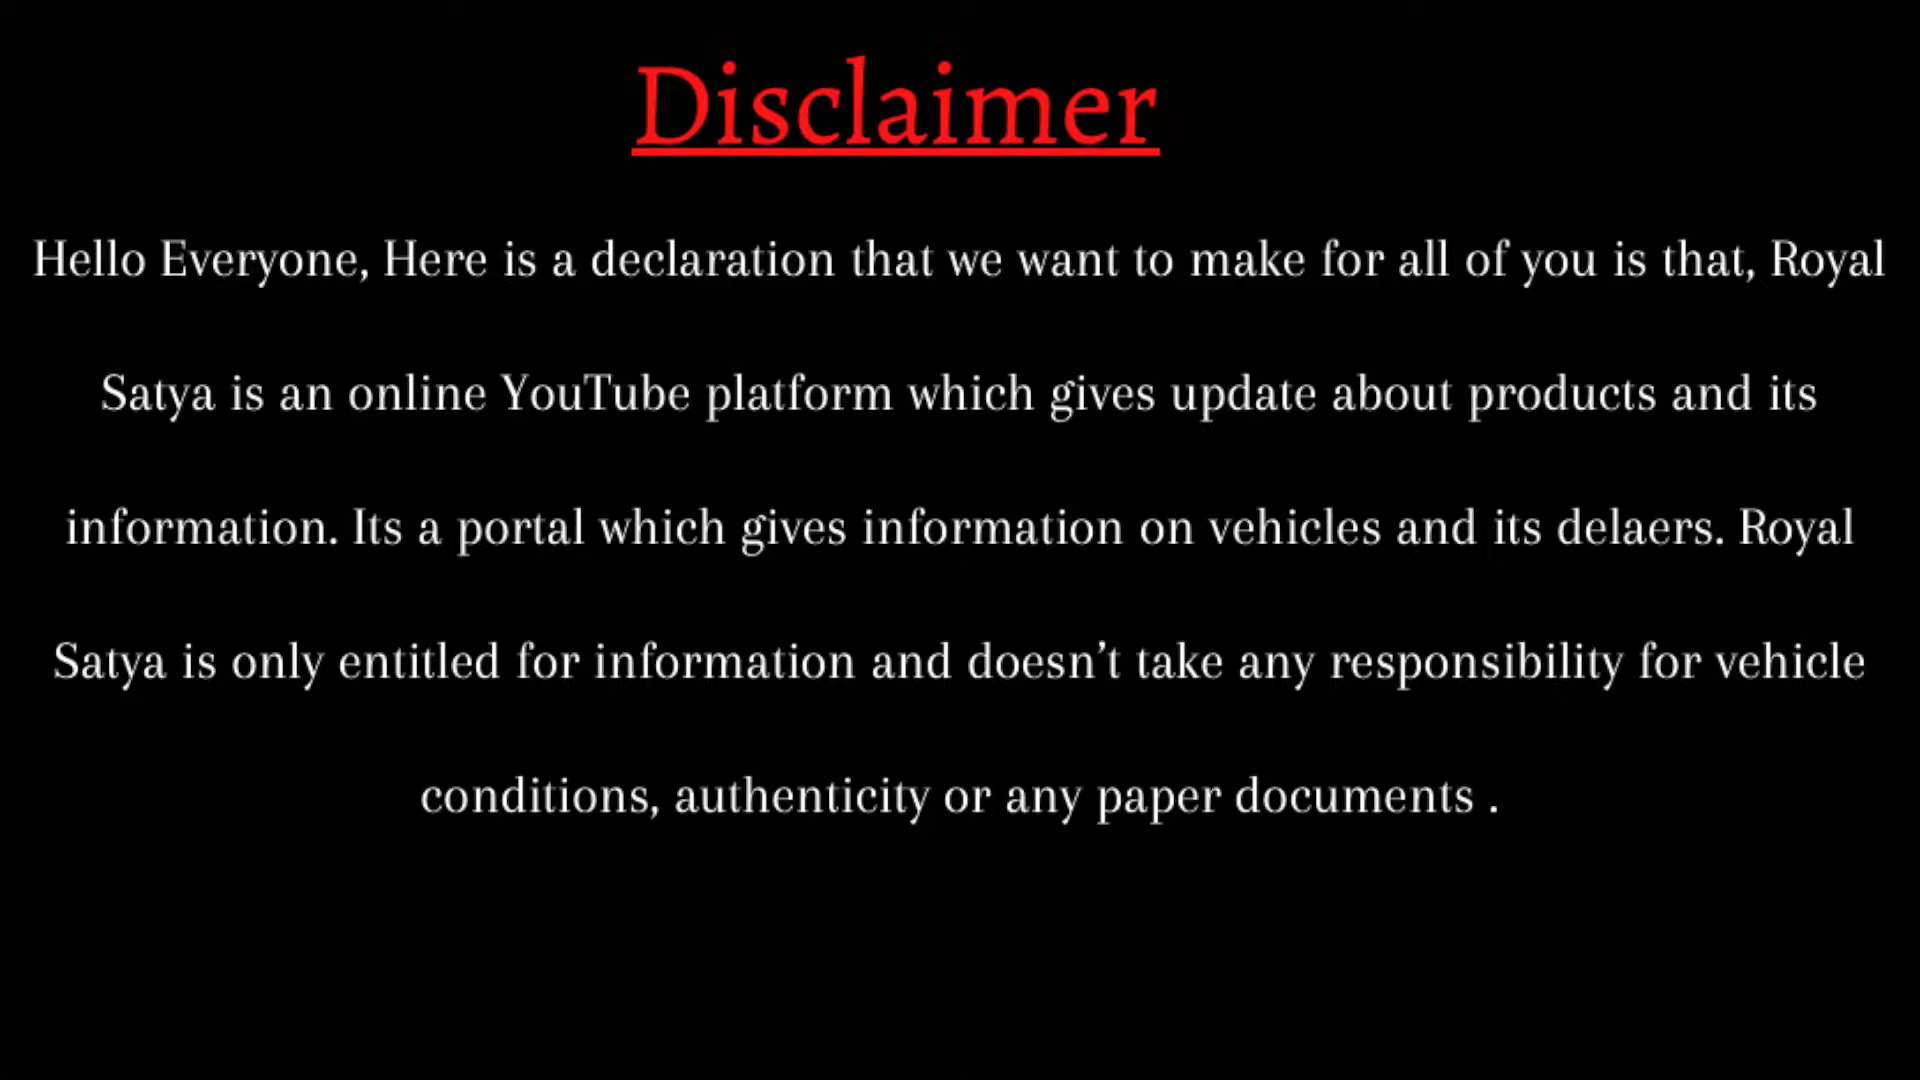 Disclaimer
Hello Everyone, Here is a declaration that we want to make for all of you is that, Royal
Satya is an online YouTube platform which gives update about products and its
information. Its a portal which gives information on vehicles and its delaers. Royal
Satya is only entitled for information and doesn’t take any responsibility for vehicle
conditions, authenticity or any paper documents .